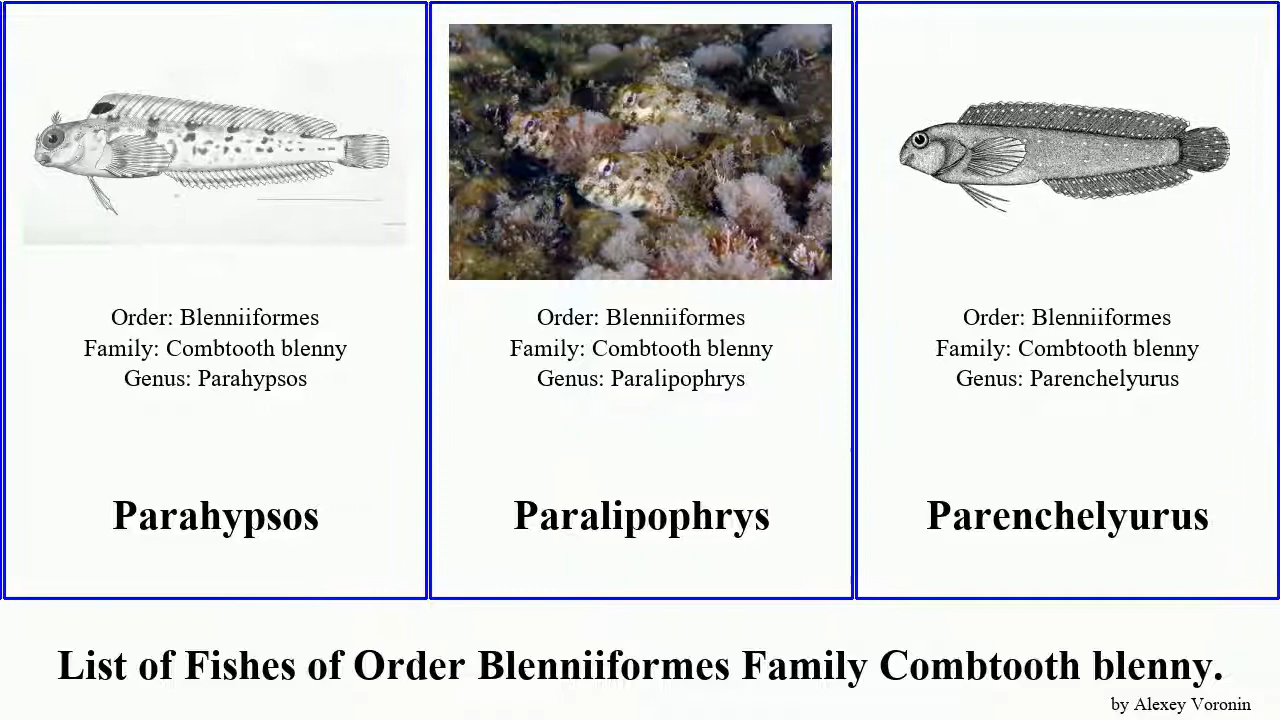 Order: Blenniiformes
Family: Combtooth blenny
Genus: Parahypsos
Parahypsos
Order: Blenniiformes
Family: Combtooth blenny
Genus: Paralipophrys
Paralipophrys
Order: Blenniiformes
Family: Combtooth blenny
Genus: Parenchelyurus
Parenchelyurus
List of Fishes of Order Blenniiformes Family Combtooth blenny.
by Alexey Voronin